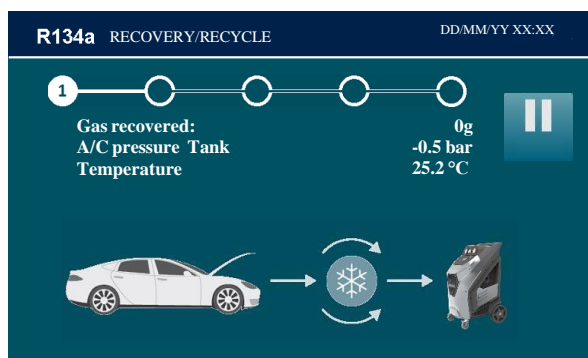 R134a RECOVERY/RECYCLE DD/MM/YY XX:XX
1
Gas recovered: 0g
A/C pressure Tank -0.5 bar
Temperature 25.2 °C